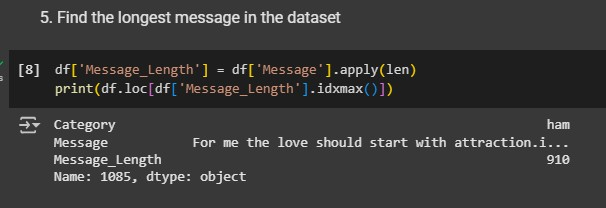 5. Find the longest message in the dataset
[8] df['Message_Length'] = df['Message'].apply(len)
print(df.loc[df['Message_Length'].idxmax()])
Category ham
Message For me the love should start with attraction.i...
Message_Length 910
Name: 1085, dtype: object